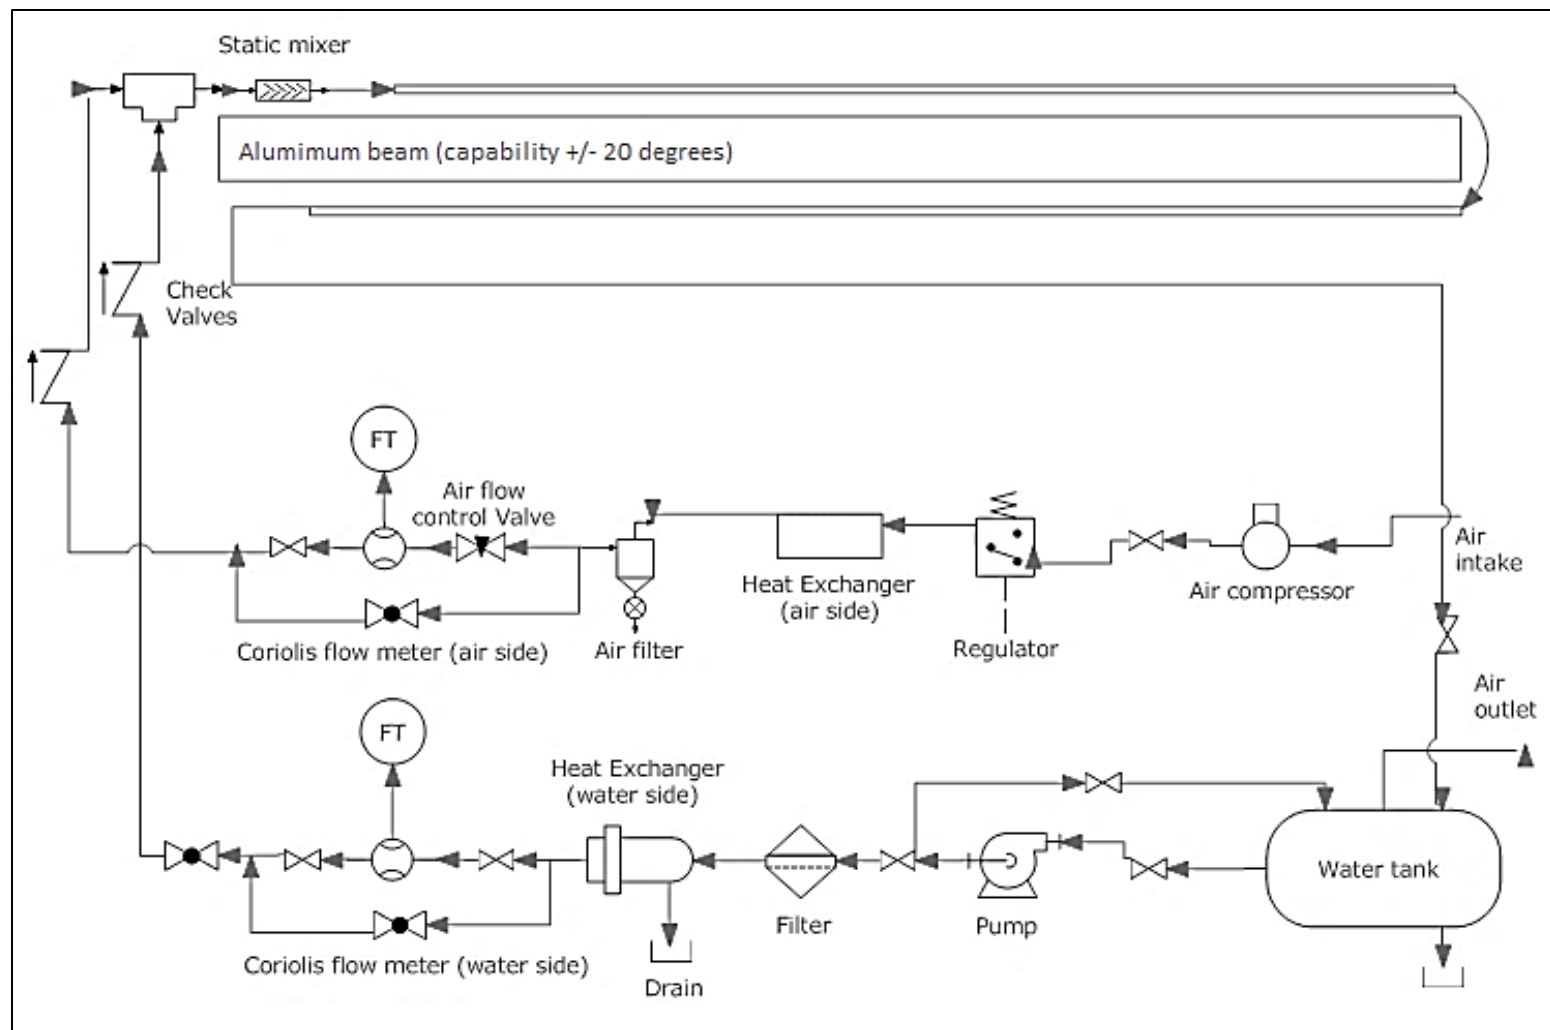 Static mixer
Alumimum beam (capability +/- 20 degrees)
Check
Valves
FT
Air flow
control Valve
Air
intake
Heat Exchanger
(air side)
Air compressor
Coriolis flow meter (air side)
Air filter
Regulator
Air
outlet
FT
Heat Exchanger
(water side)
Water tank
Filter
Pump
Coriolis flow meter (water side)
Drain